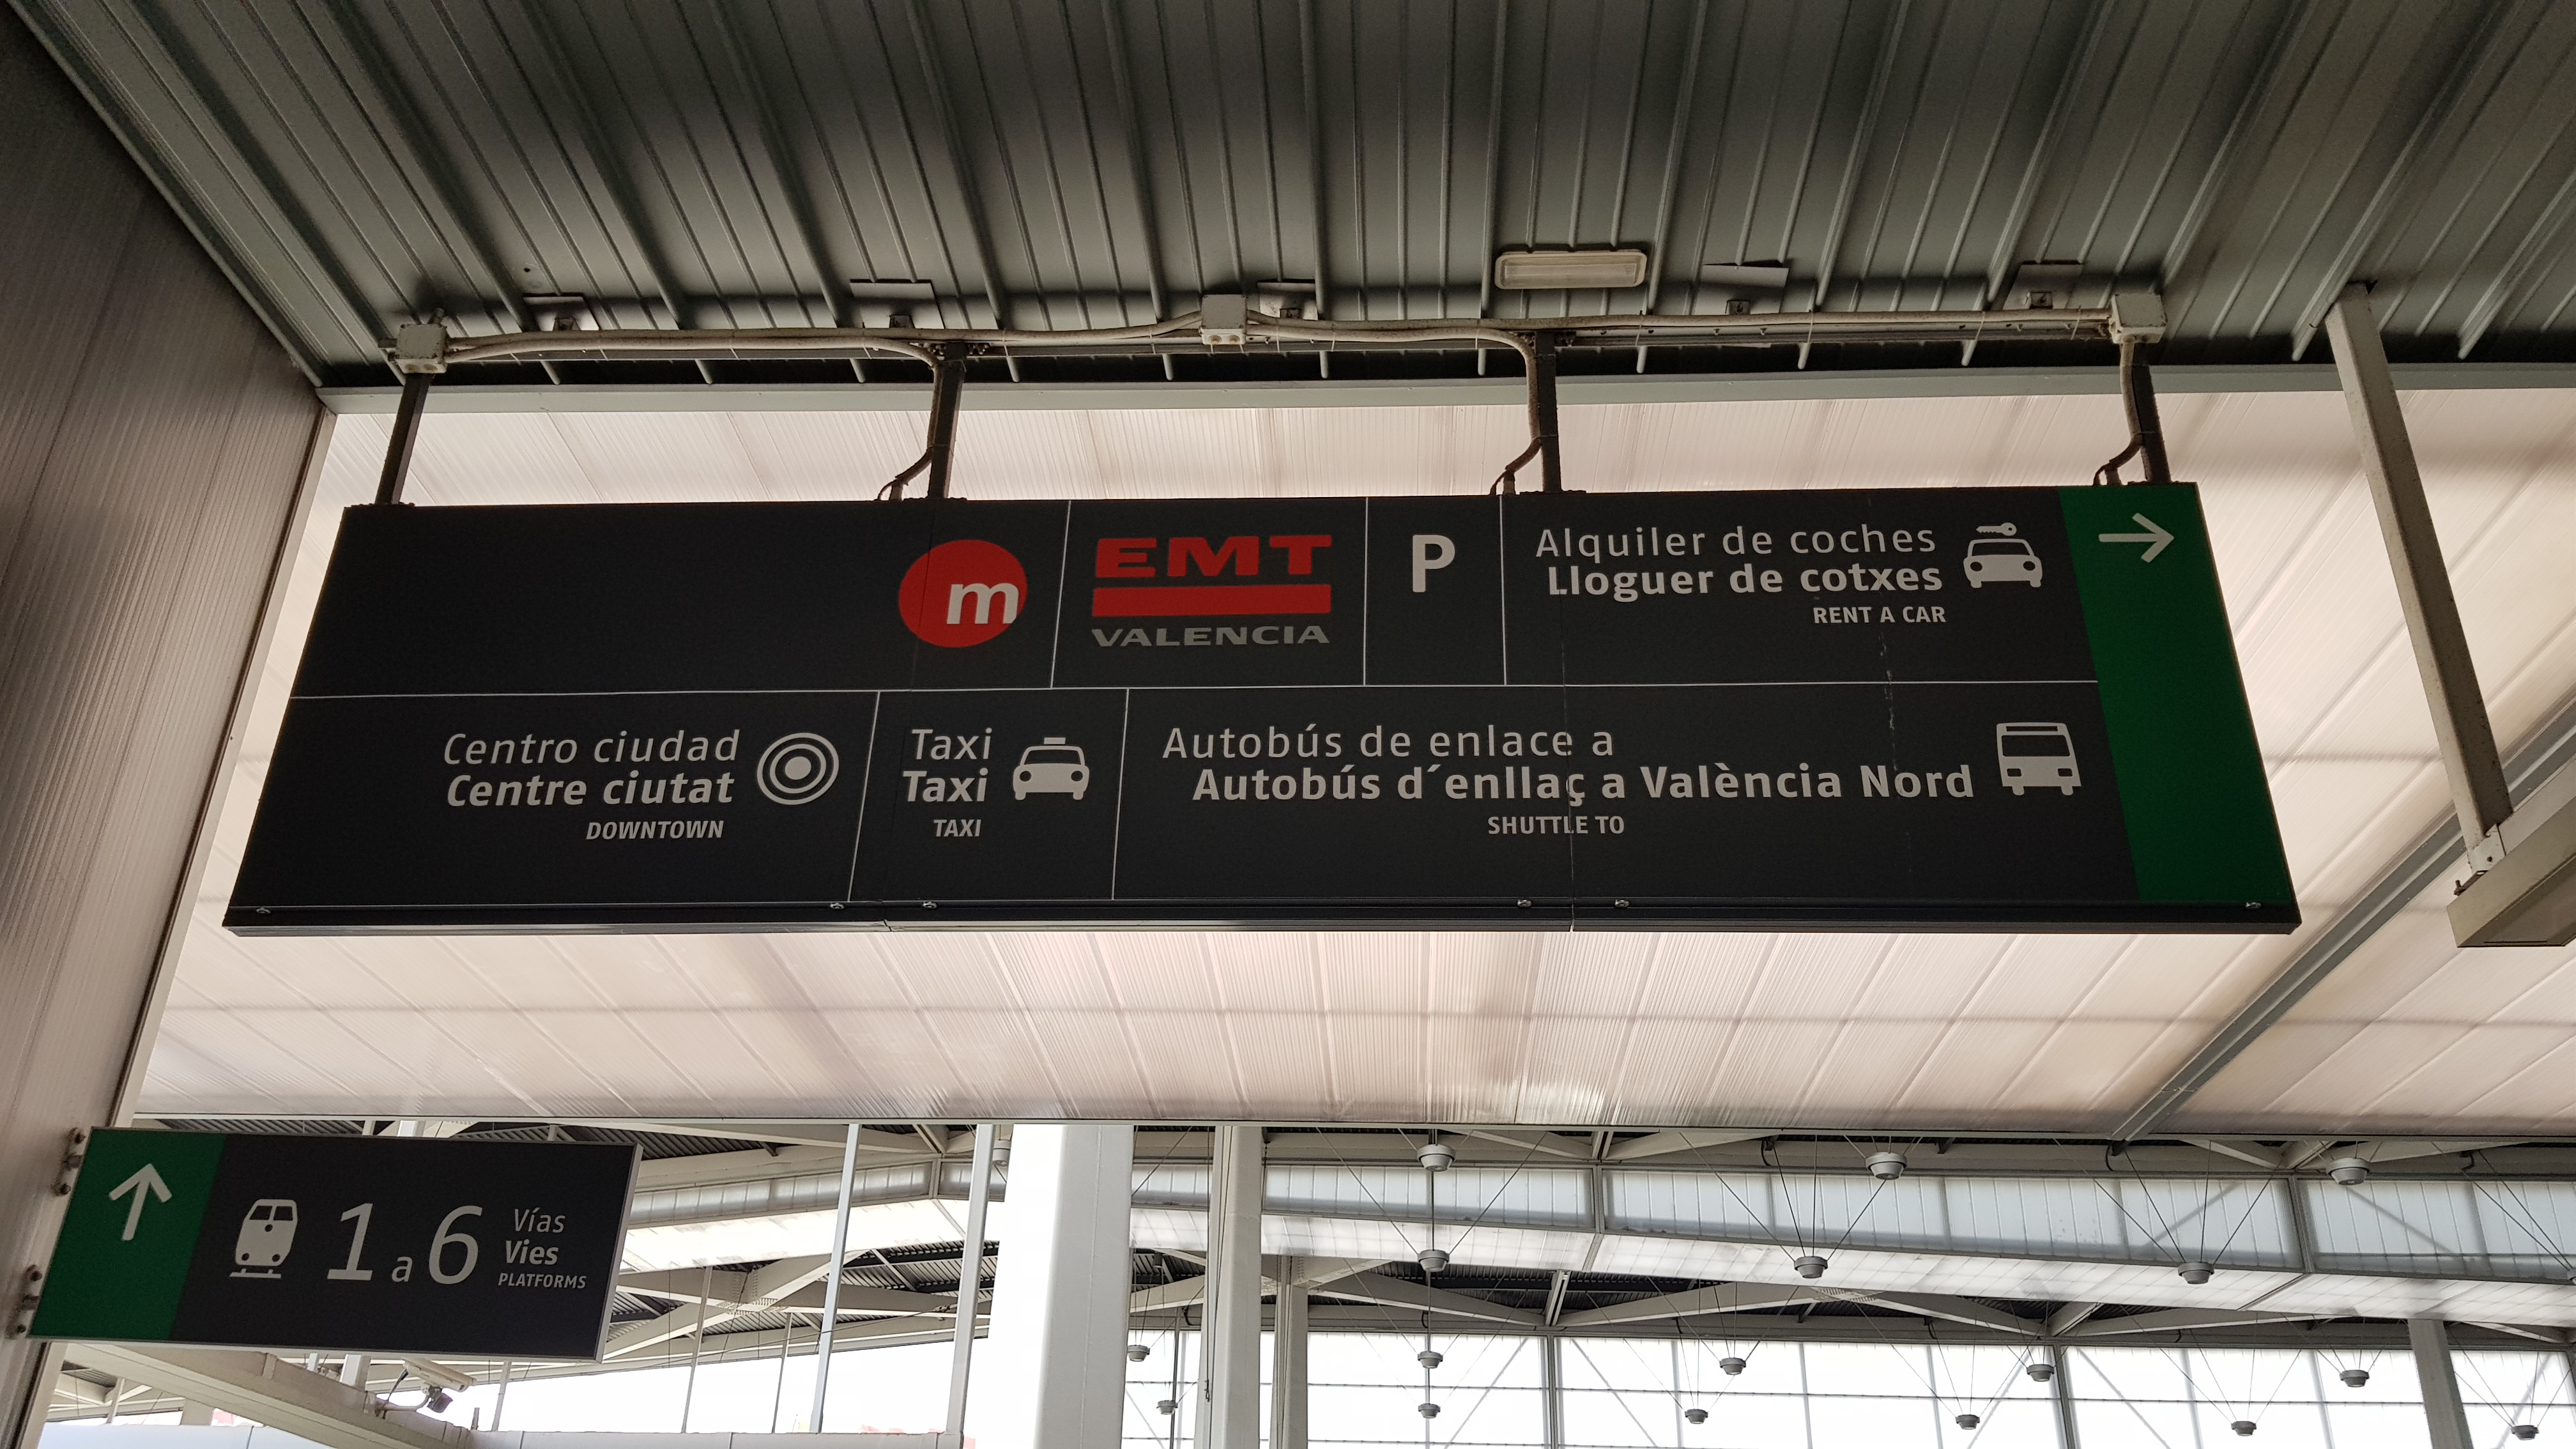 m
EMT
VALENCIA
P
Alquiler de coches
Lloguer de cotxes
RENT A CAR
Centro ciudad
Centre ciutat
DOWNTOWN
Taxi
Taxi
TAXI
Autobús de enlace a
Autobús d´enllaç a València Nord
SHUTTLE TO
1 a 6
Vías
Vies
PLATFORMS